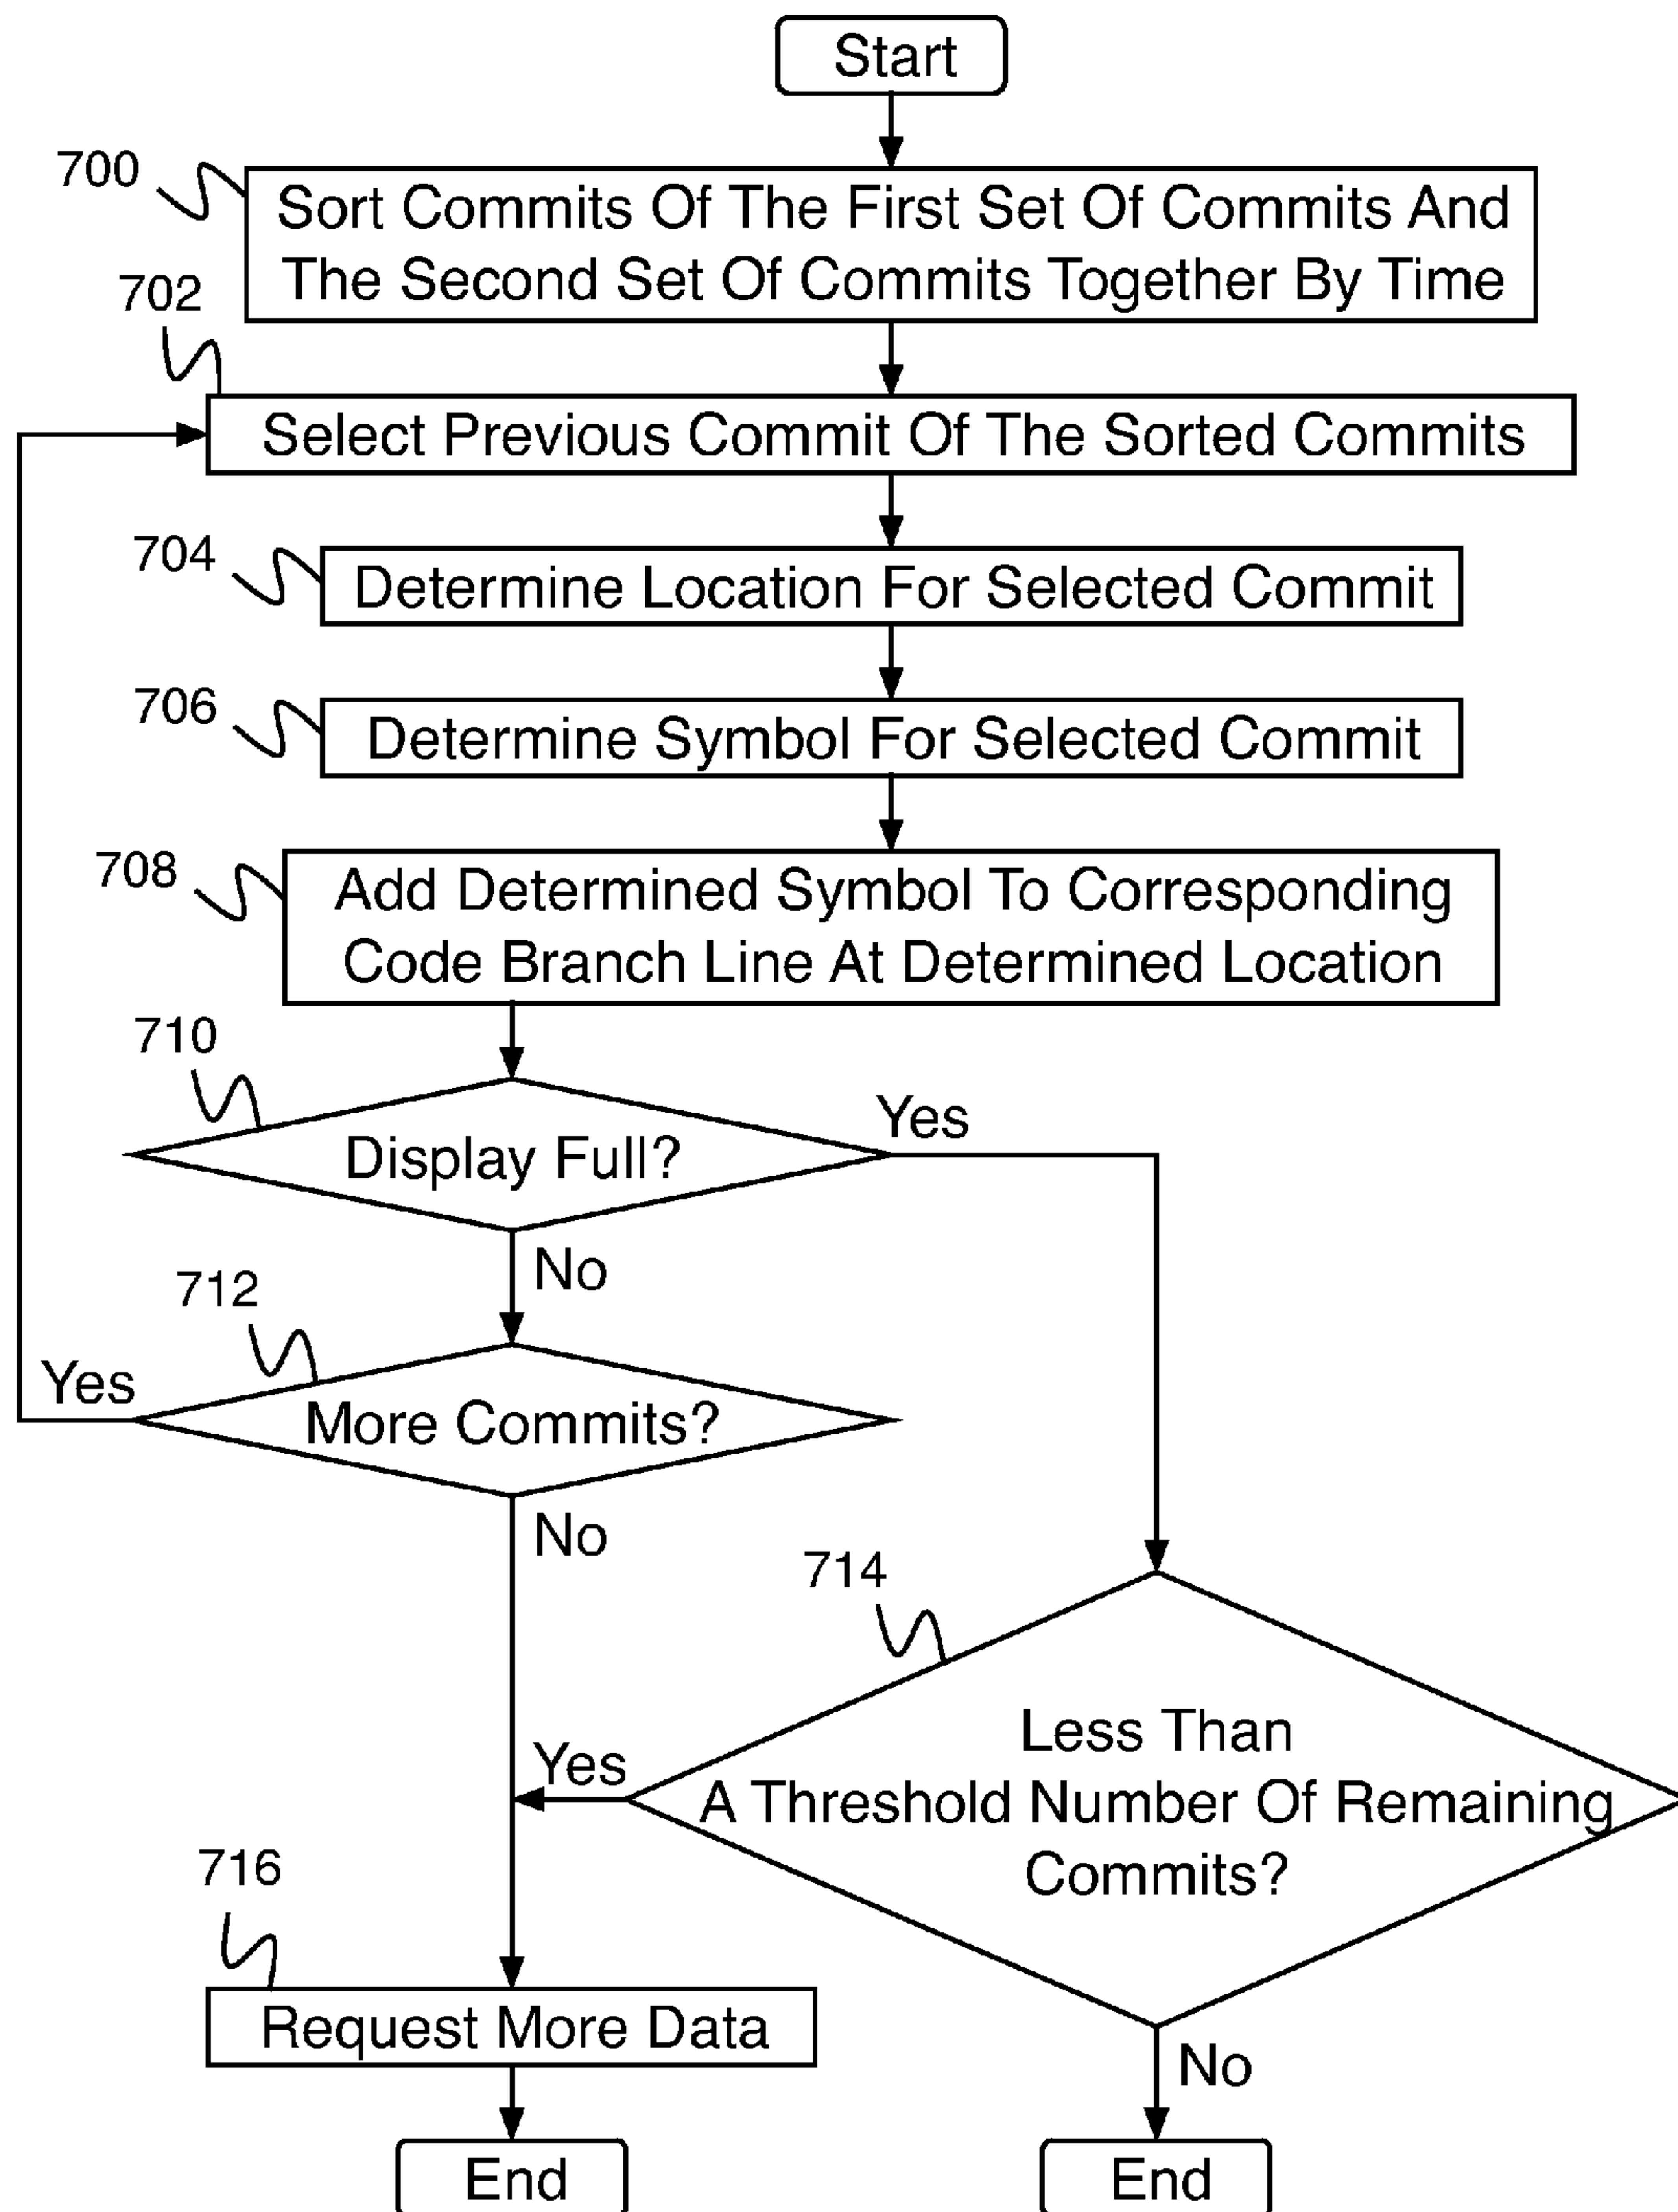 Start
700
Sort Commits Of The First Set Of Commits And
The Second Set Of Commits Together By Time
702
Select Previous Commit Of The Sorted Commits
704
Determine Location For Selected Commit
706
Determine Symbol For Selected Commit
708
Add Determined Symbol To Corresponding
Code Branch Line At Determined Location
710
Display Full?
Yes
No
712
More Commits?
Yes
No
714
Less Than
A Threshold Number Of Remaining
Commits?
Yes
No
716
Request More Data
End
End